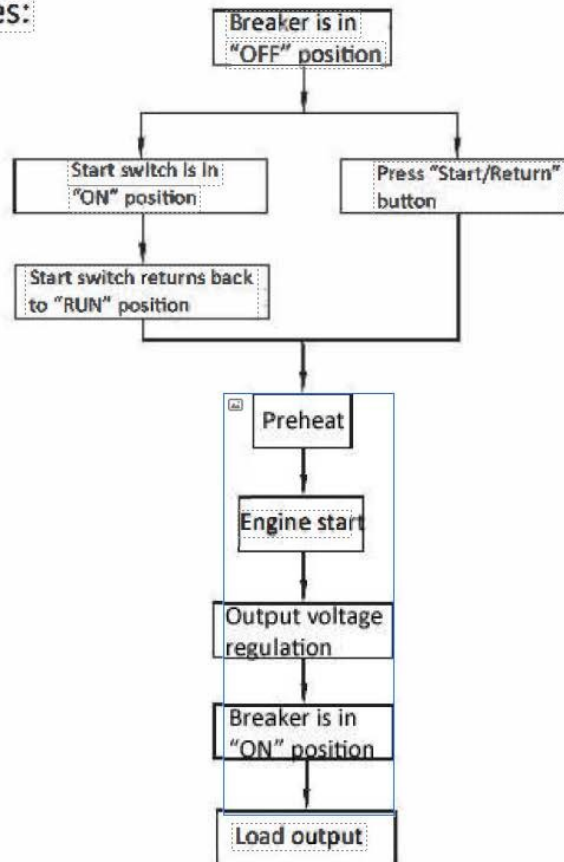 es:
Breaker is in
"OFF" position
Start switch is in
"ON" position
Press "Start/Return"
button
Start switch returns back
to "RUN" position
Preheat
Engine start
Output voltage
regulation
Breaker is in
"ON" position
Load output